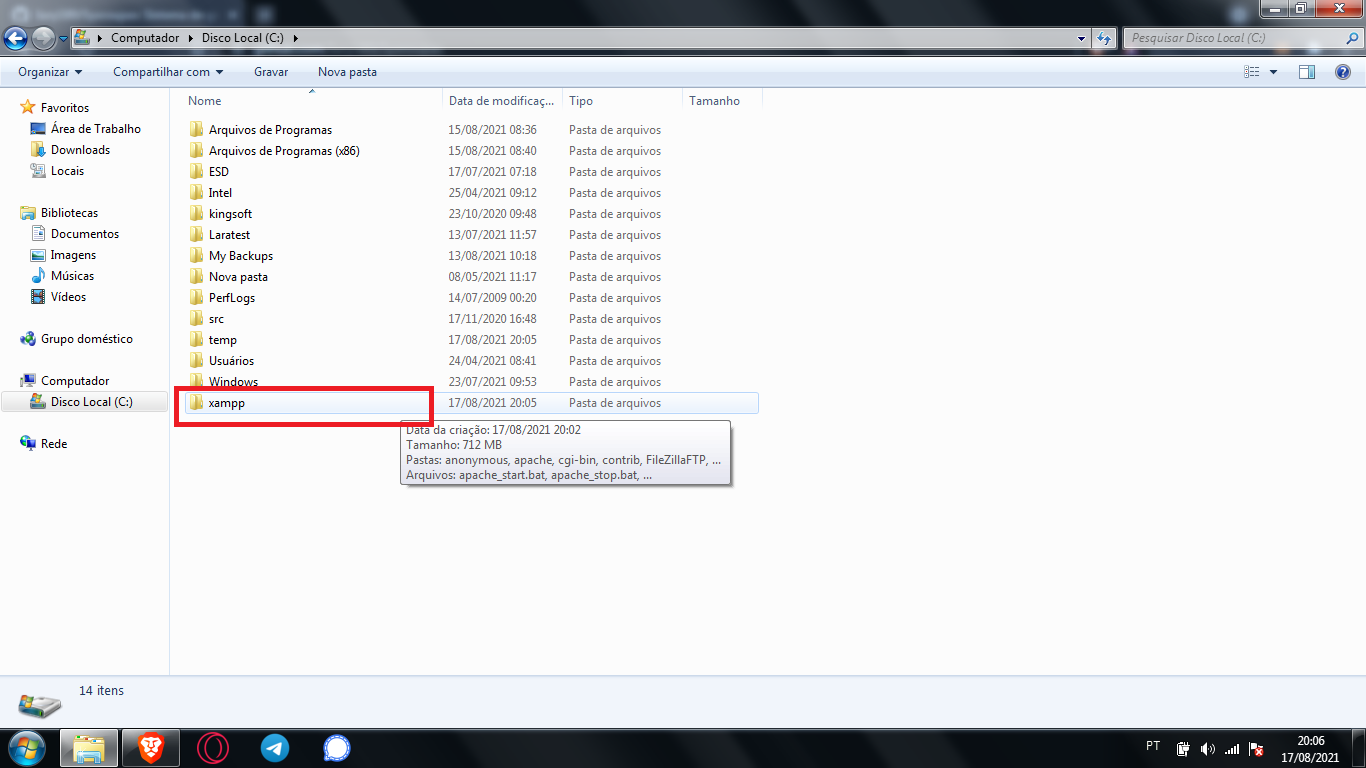 Computador Disco Local (C:)
Pesquisar Disco Local (C:)
Organizar Compartilhar com Gravar Nova pasta
Nome Data de modificaç... Tipo Tamanho
Favoritos
Área de Trabalho
Downloads
Locais
Bibliotecas
Documentos
Imagens
Músicas
Vídeos
Grupo doméstico
Computador
Disco Local (C:)
Rede
Arquivos de Programas 15/08/2021 08:36 Pasta de arquivos
Arquivos de Programas (x86) 15/08/2021 08:40 Pasta de arquivos
ESD 17/07/2021 07:18 Pasta de arquivos
Intel 25/04/2021 09:12 Pasta de arquivos
kingsoft 23/10/2020 09:48 Pasta de arquivos
Laratest 13/07/2021 11:57 Pasta de arquivos
My Backups 13/08/2021 10:18 Pasta de arquivos
Nova pasta 08/05/2021 11:17 Pasta de arquivos
PerfLogs 14/07/2009 00:20 Pasta de arquivos
src 17/11/2020 16:48 Pasta de arquivos
temp 17/08/2021 20:05 Pasta de arquivos
Usuários 24/04/2021 08:41 Pasta de arquivos
Windows 23/07/2021 09:53 Pasta de arquivos
xampp 17/08/2021 20:05 Pasta de arquivos
Data da criação: 17/08/2021 20:02
Tamanho: 712 MB
Pastas: anonymous, apache, cgi-bin, contrib, FileZillaFTP, ...
Arquivos: apache_start.bat, apache_stop.bat, ...
14 itens
PT
20:06
17/08/2021